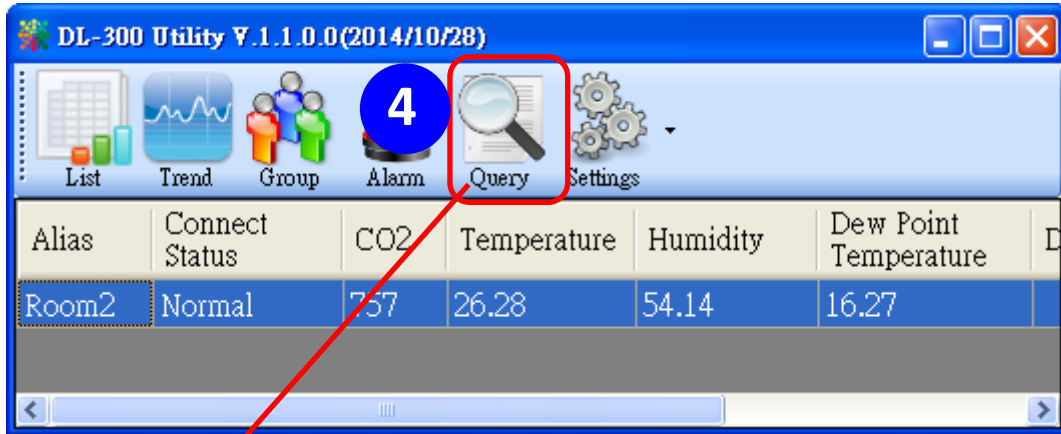 DL-300 Utility V.1.1.0.0(2014/10/28)
4
List Trend Group Alarm Query Settings
Alias Connect Status CO2 Temperature Humidity Dew Point Temperature D
Room2 Normal 757 26.28 54.14 16.27